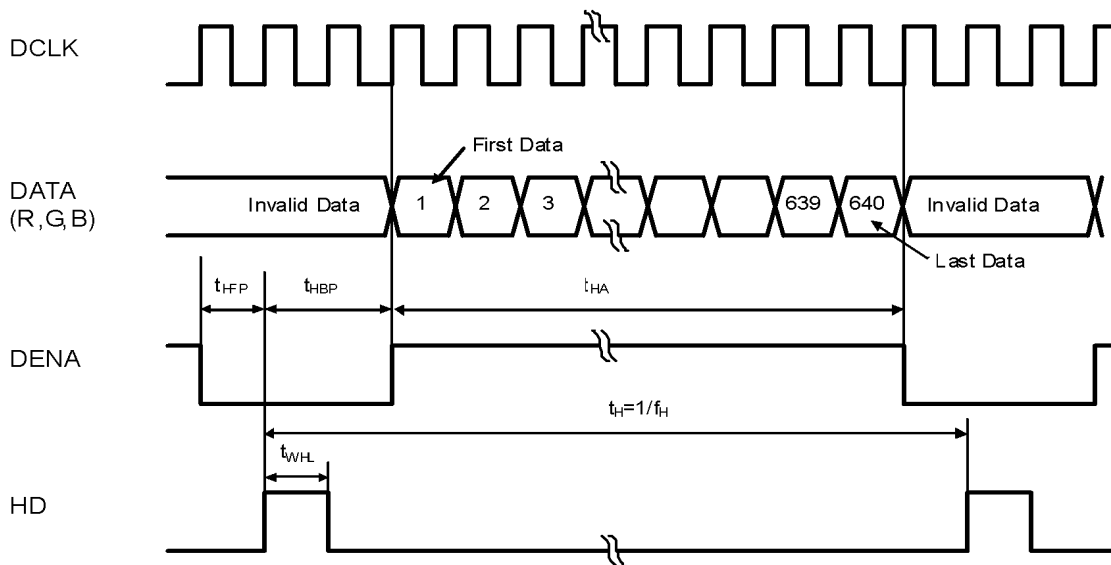 DCLK
First Data
DATA
(R,G,B)
Invalid Data 1 2 3 639 640 Invalid Data
Last Data
tHFP tHBP tHA
DENA
tH=1/fH
tWHL
HD